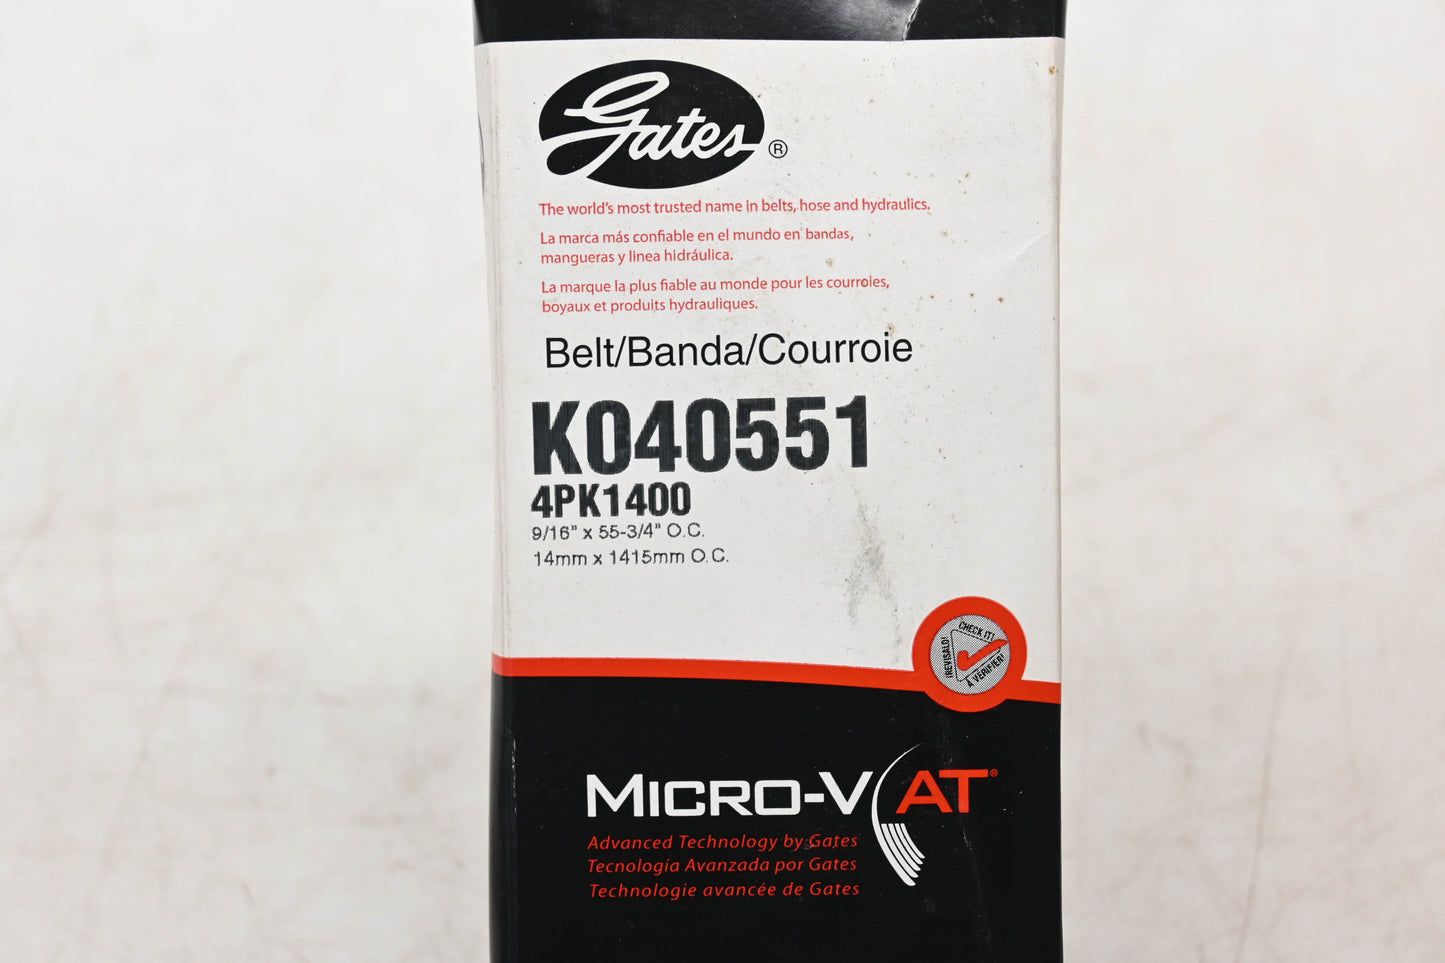 Gates®
The world's most trusted name in belts, hose and hydraulics.
La marca más confiable en el mundo en bandas,
mangueras y linea hidráulica.
La marque la plus fiable au monde pour les courroies,
boyaux et produits hydrauliques.
Belt/Banda/Courroie
K040551
4PK1400
9/16" x 55-3/4" O.C.
14mm x 1415mm O.C.
CHECK IT!
¡REVISALO!
À VÉRIFIER!
MICRO-V AT®
Advanced Technology by Gates
Tecnología Avanzada por Gates
Technologie avancée de Gates